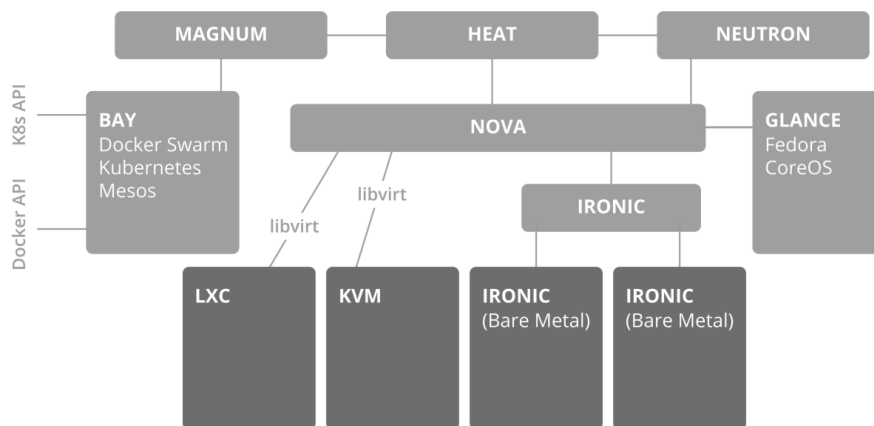 MAGNUM
HEAT
NEUTRON
K8s API
Docker API
BAY
Docker Swarm
Kubernetes
Mesos
NOVA
GLANCE
Fedora
CoreOS
libvirt
libvirt
IRONIC
LXC
KVM
IRONIC
(Bare Metal)
IRONIC
(Bare Metal)